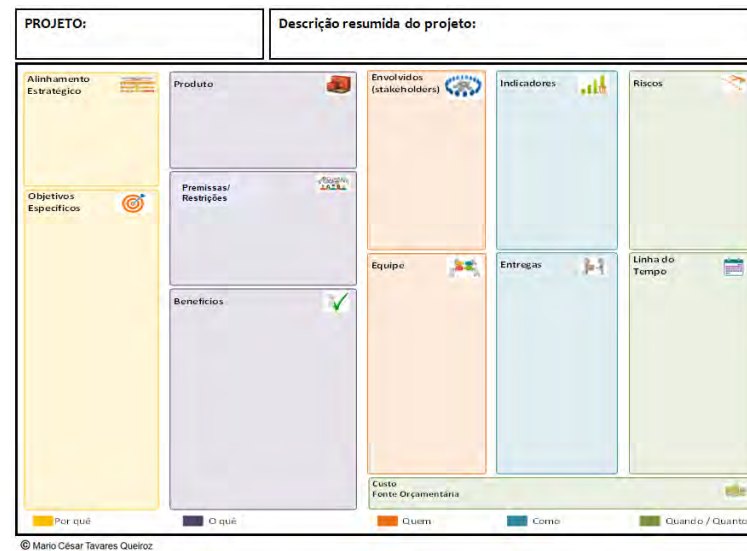 PROJETO:
Descrição resumida do projeto:
Alinhamento
Estratégico
Objetivos
Específicos
Produto
Premissas/
Restrições
Benefícios
Envolvidos
(stakeholders)
Equipe
Indicadores
Entregas
Riscos
Linha do
Tempo
Custo
Fonte Orçamentária
Por quê
O quê
Quem
Como
Quando / Quanto
© Mario César Tavares Queiroz